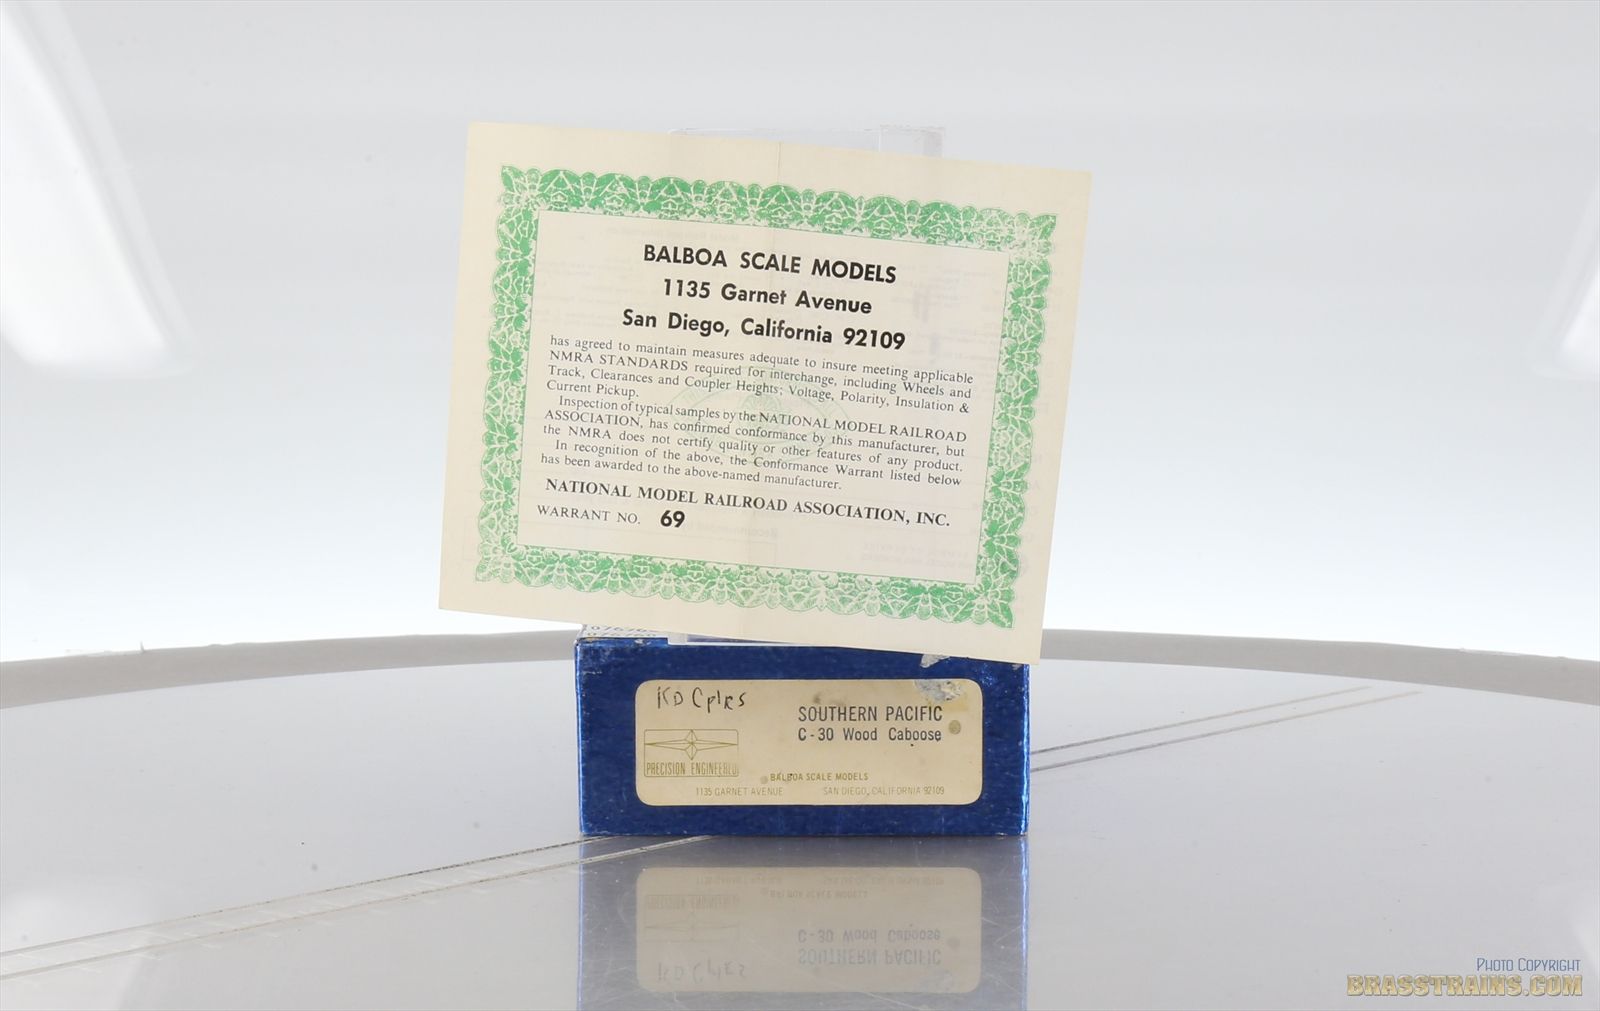 BALBOA SCALE MODELS
1135 Garnet Avenue
San Diego, California 92109
has agreed to maintain measures adequate to insure meeting applicable
NMRA STANDARDS required for interchange, including Wheels and
Track, Clearances and Coupler Heights; Voltage, Polarity, Insulation &
Current Pickup.
Inspection of typical samples by the NATIONAL MODEL RAILROAD
ASSOCIATION, has confirmed conformance by this manufacturer, but
the NMRA does not certify quality or other features of any product.
In recognition of the above, the Conformance Warrant listed below
has been awarded to the above-named manufacturer.
NATIONAL MODEL RAILROAD ASSOCIATION, INC.
WARRANT NO. 69
KD Cplrs
SOUTHERN PACIFIC
C-30 Wood Caboose
PRECISION ENGINEERED
BALBOA SCALE MODELS
1135 GARNET AVENUE SAN DIEGO, CALIFORNIA 92109
PHOTO COPYRIGHT
BRASSTRAINS.COM